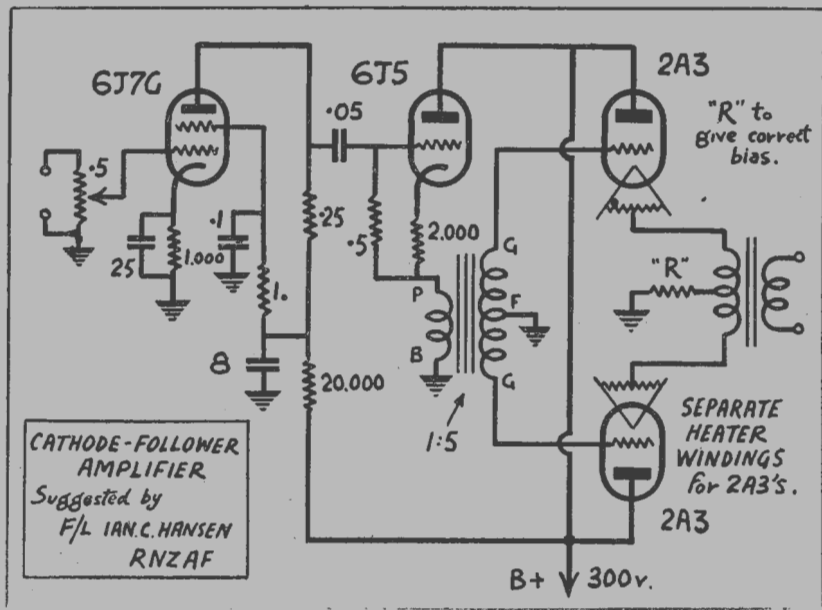 6J7G
.5
25
1.000
.1
1.
8
.25
20.000
.05
6J5
.5
2.000
P
B
G
F
G
1:5
2A3
"R" to
give correct
bias.
"R"
SEPARATE
HEATER
WINDINGS
for 2A3's.
2A3
B+ 300v.
CATHODE-FOLLOWER
AMPLIFIER
Suggested by
F/L IAN.C.HANSEN
RNZAF